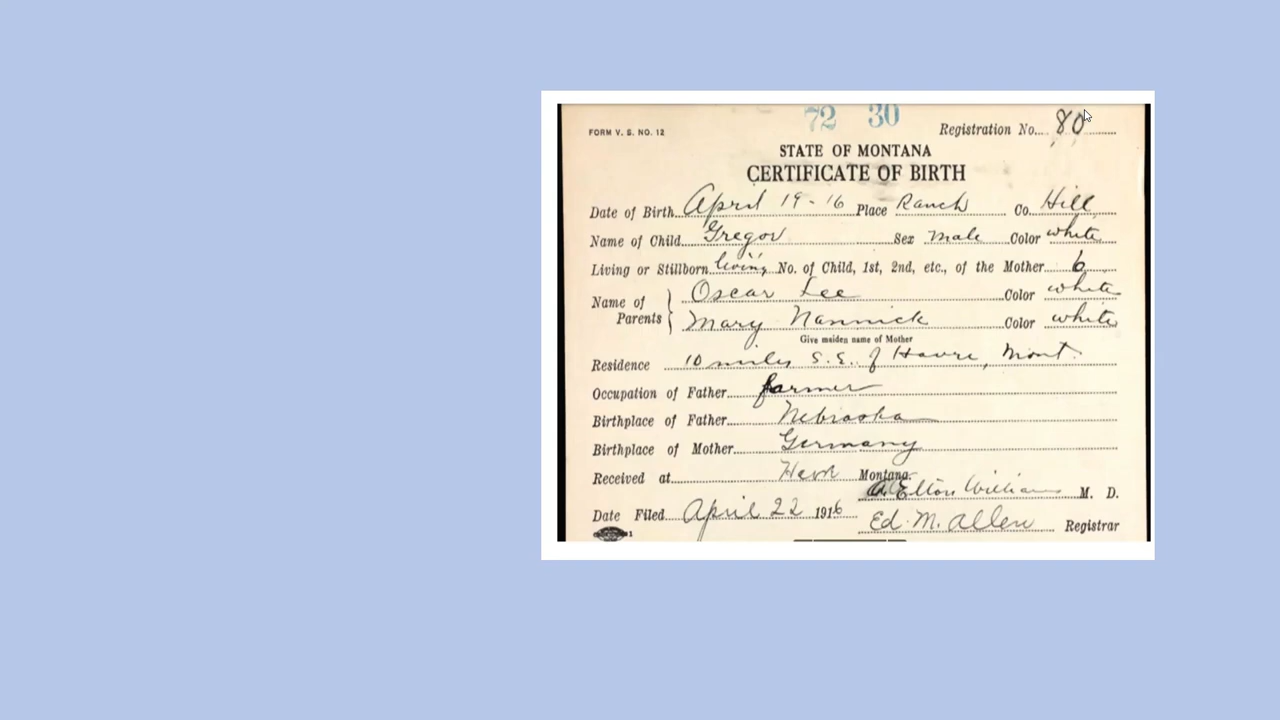 72 30
FORM V. S. NO. 12 Registration No. 80
STATE OF MONTANA
CERTIFICATE OF BIRTH
Date of Birth April 19-16 Place Ranch Co. Hill
Name of Child Gregor Sex Male Color white
Living or Stillborn living No. of Child, 1st, 2nd, etc., of the Mother 6
Name of Parents Oscar Lee Color white
Mary Nannick Color white
Give maiden name of Mother
Residence 10 miles S.E. of Havre, Mont.
Occupation of Father farmer
Birthplace of Father Nebraska
Birthplace of Mother Germany
Received at Montana.
Elton Williams M. D.
Date Filed April 22 1916
Ed. M. Allen Registrar